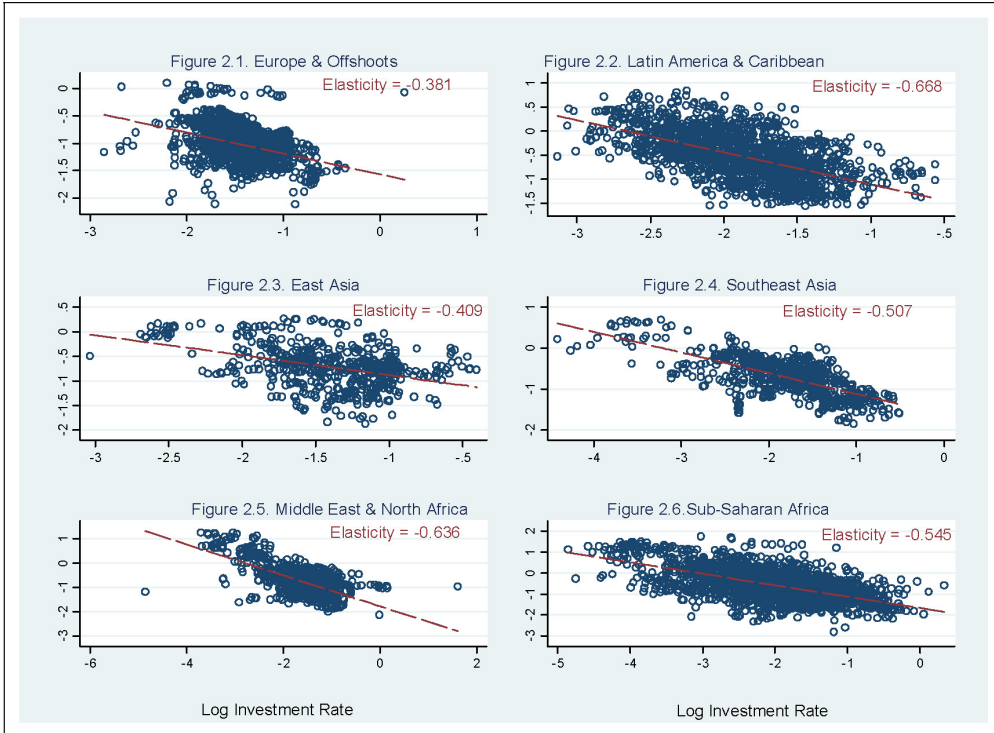 Figure 2.1. Europe & Offshoots
Elasticity = -0.381
0
-.5
-1
-1.5
-2
-3 -2 -1 0 1
Figure 2.2. Latin America & Caribbean
Elasticity = -0.668
1
.5
0
-.5
-1
-1.5
-3 -2.5 -2 -1.5 -1 -.5
Figure 2.3. East Asia
Elasticity = -0.409
.5
0
-.5
-1
-1.5
-2
-3 -2.5 -2 -1.5 -1 -.5
Figure 2.4. Southeast Asia
Elasticity = -0.507
1
0
-1
-2
-4 -3 -2 -1 0
Figure 2.5. Middle East & North Africa
Elasticity = -0.636
1
0
-1
-2
-3
-6 -4 -2 0 2
Log Investment Rate
Figure 2.6.Sub-Saharan Africa
Elasticity = -0.545
2
1
0
-1
-2
-3
-5 -4 -3 -2 -1 0
Log Investment Rate